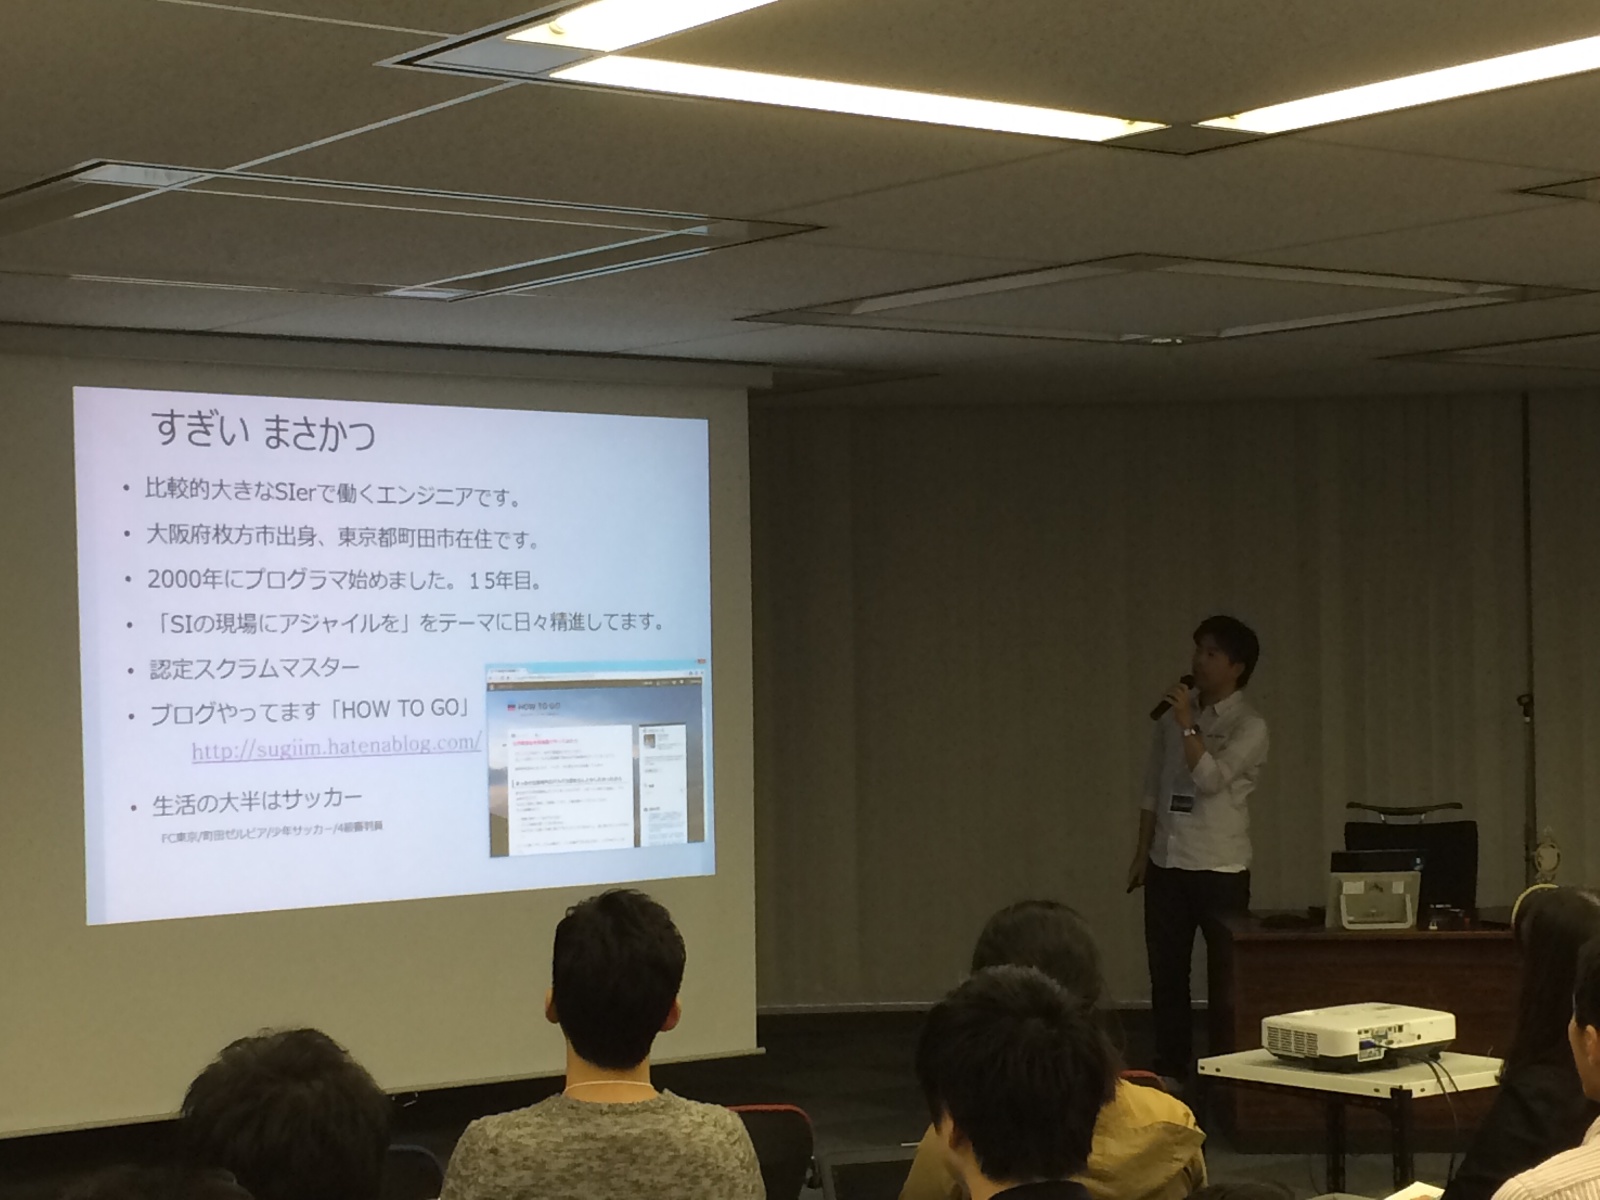 すぎい まさかつ
• 比較的大きなSIerで働くエンジニアです。
• 大阪府枚方市出身、東京都町田市在住です。
• 2000年にプログラマ始めました。15年目。
• 「SIの現場にアジャイルを」をテーマに日々精進してます。
• 認定スクラムマスター
• ブログやってます「HOW TO GO」
http://sugiim.hatenablog.com/
• 生活の大半はサッカー
FC東京/町田ゼルビア/少年サッカー/4級審判員
HOW TO GO